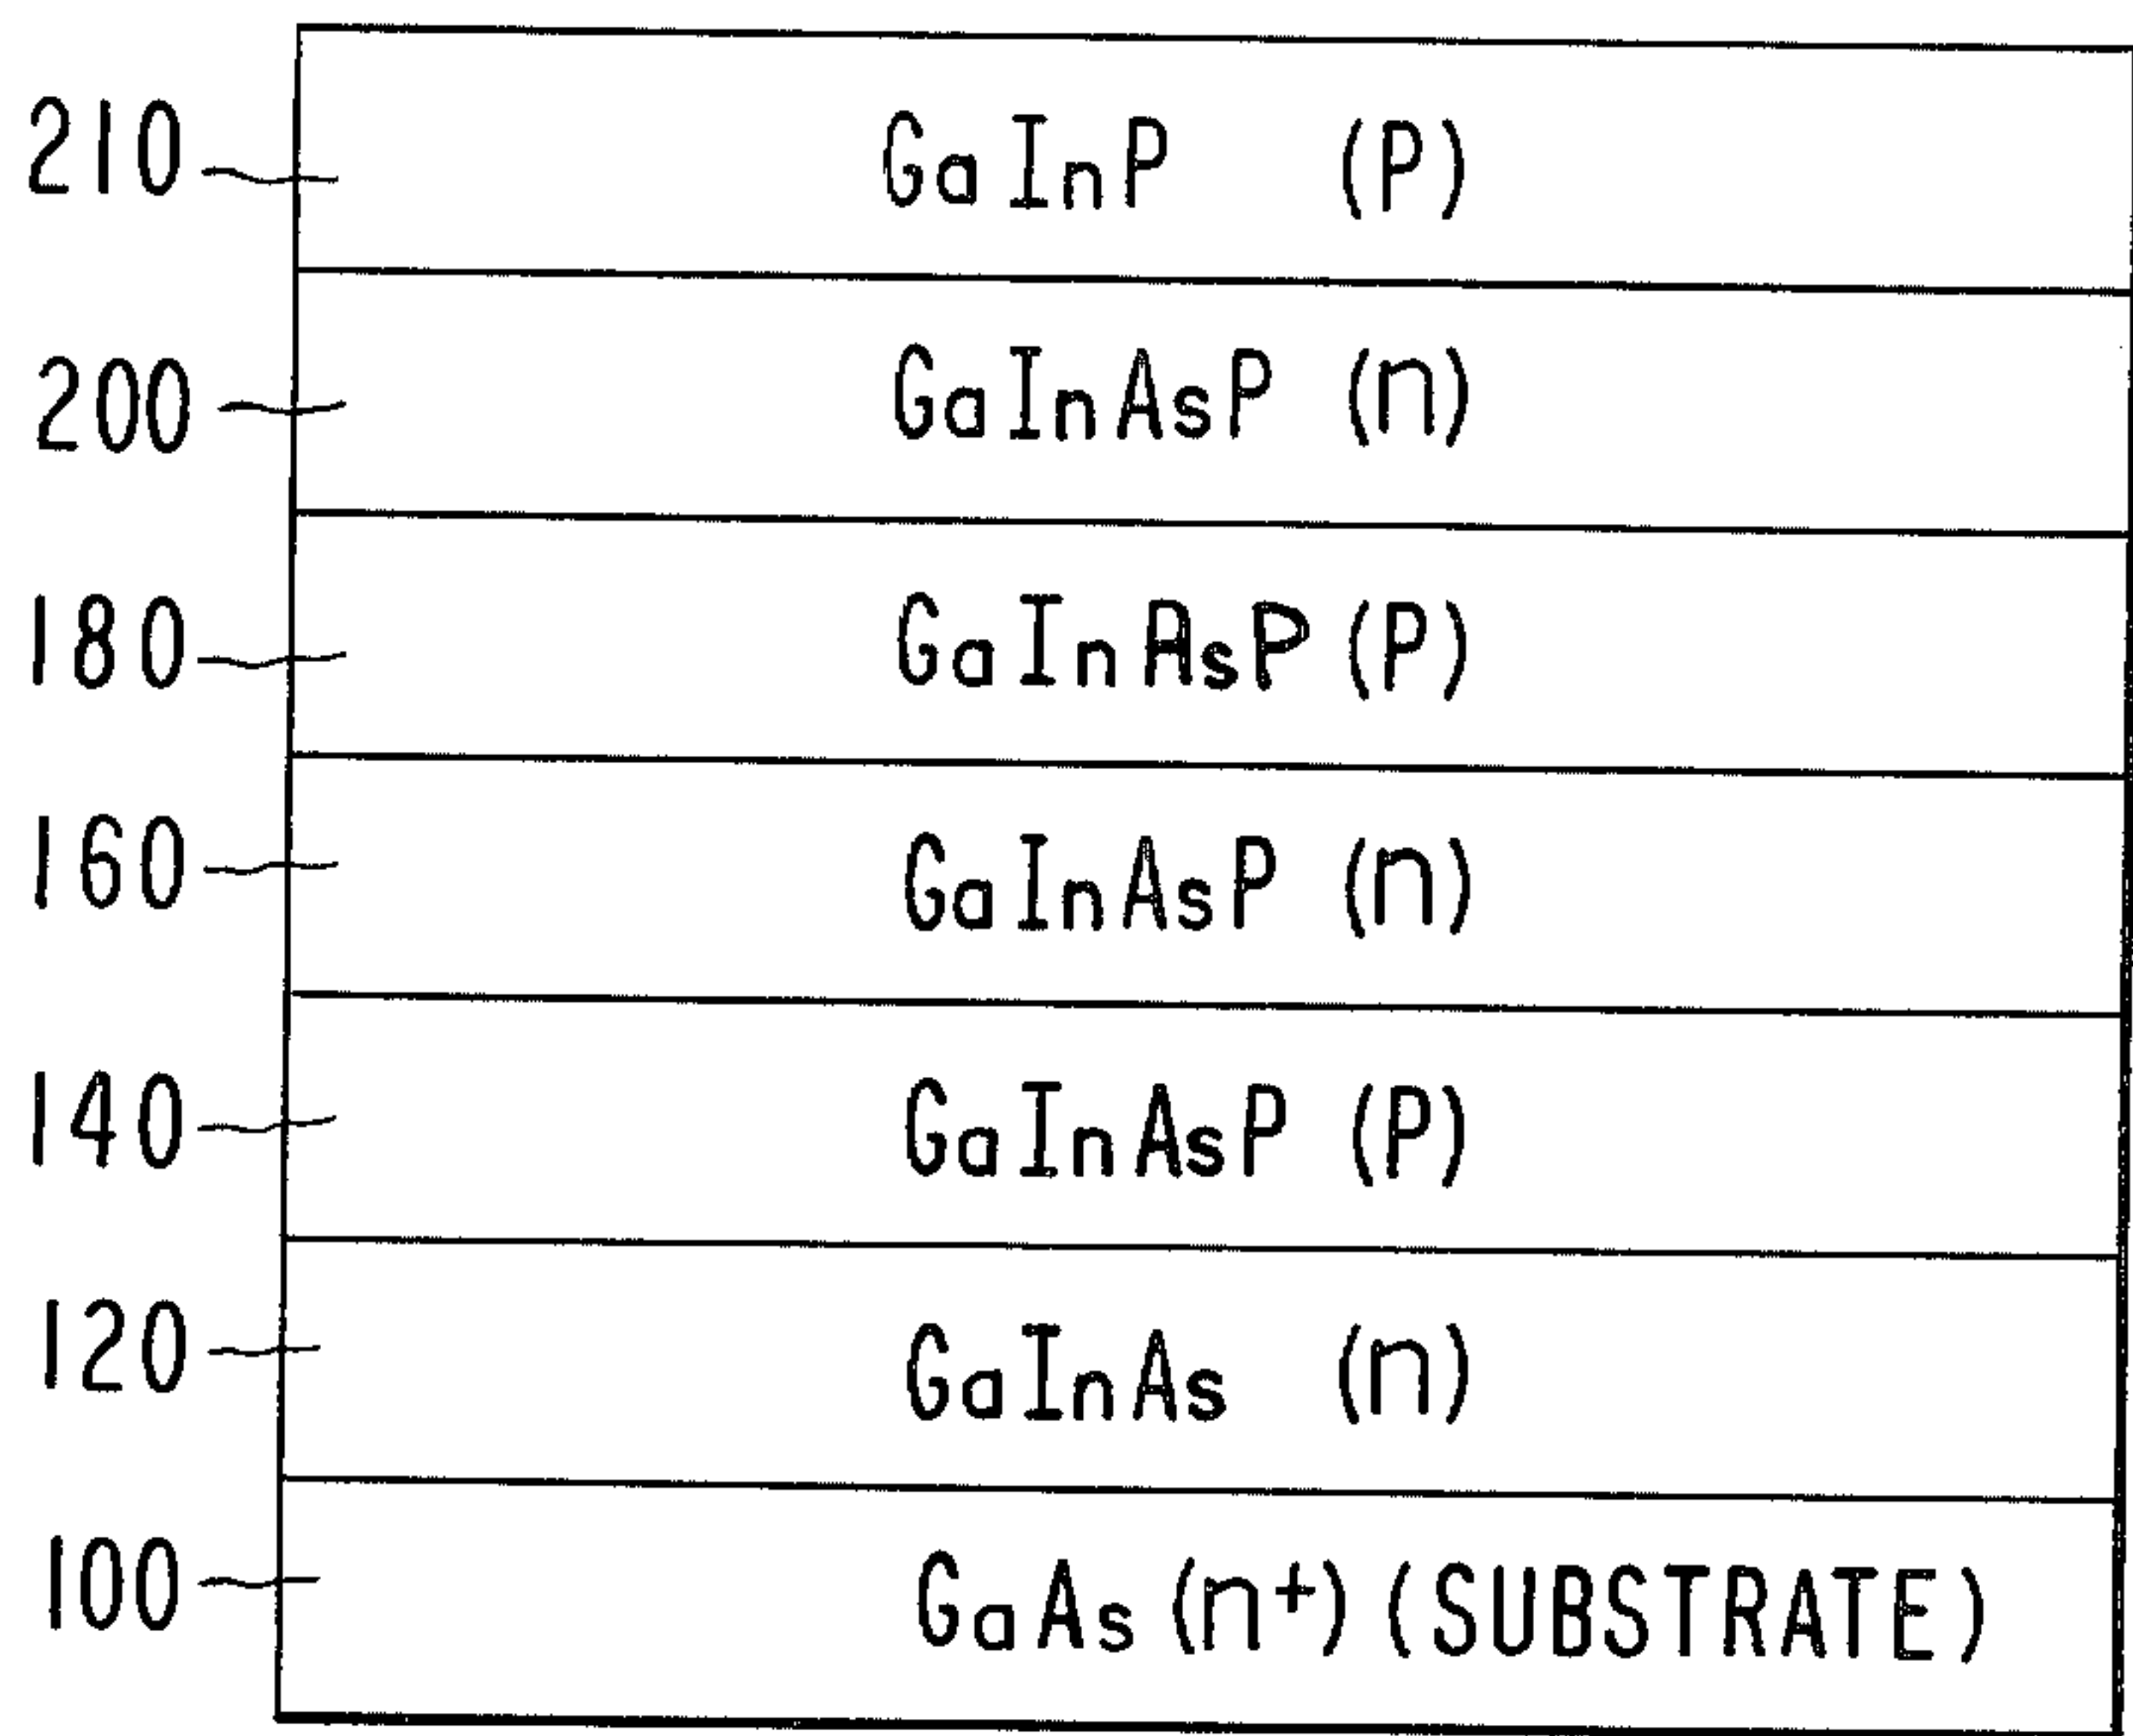 210 GaInP (P)
200 GaInAsP (n)
180 GaInAsP (P)
160 GaInAsP (n)
140 GaInAsP (P)
120 GaInAs (n)
100 GaAs (n+) (SUBSTRATE)